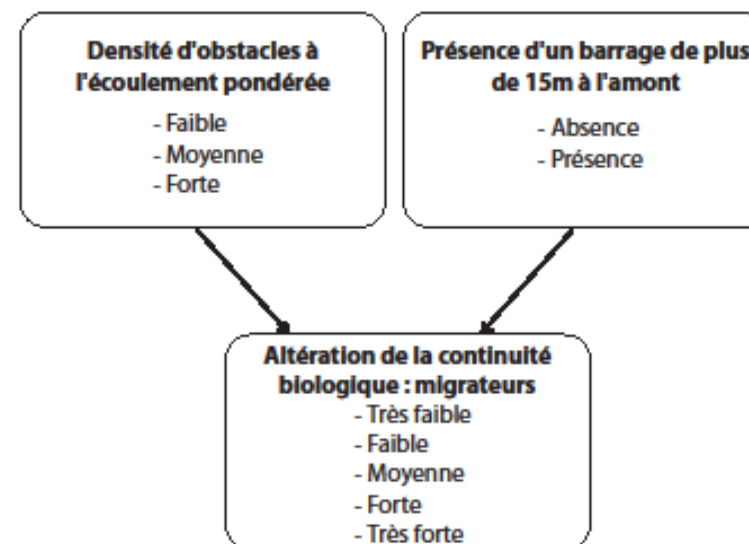 Densité d'obstacles à
l'écoulement pondérée
- Faible
- Moyenne
- Forte
Présence d'un barrage de plus
de 15m à l'amont
- Absence
- Présence
Altération de la continuité
biologique : migrateurs
- Très faible
- Faible
- Moyenne
- Forte
- Très forte